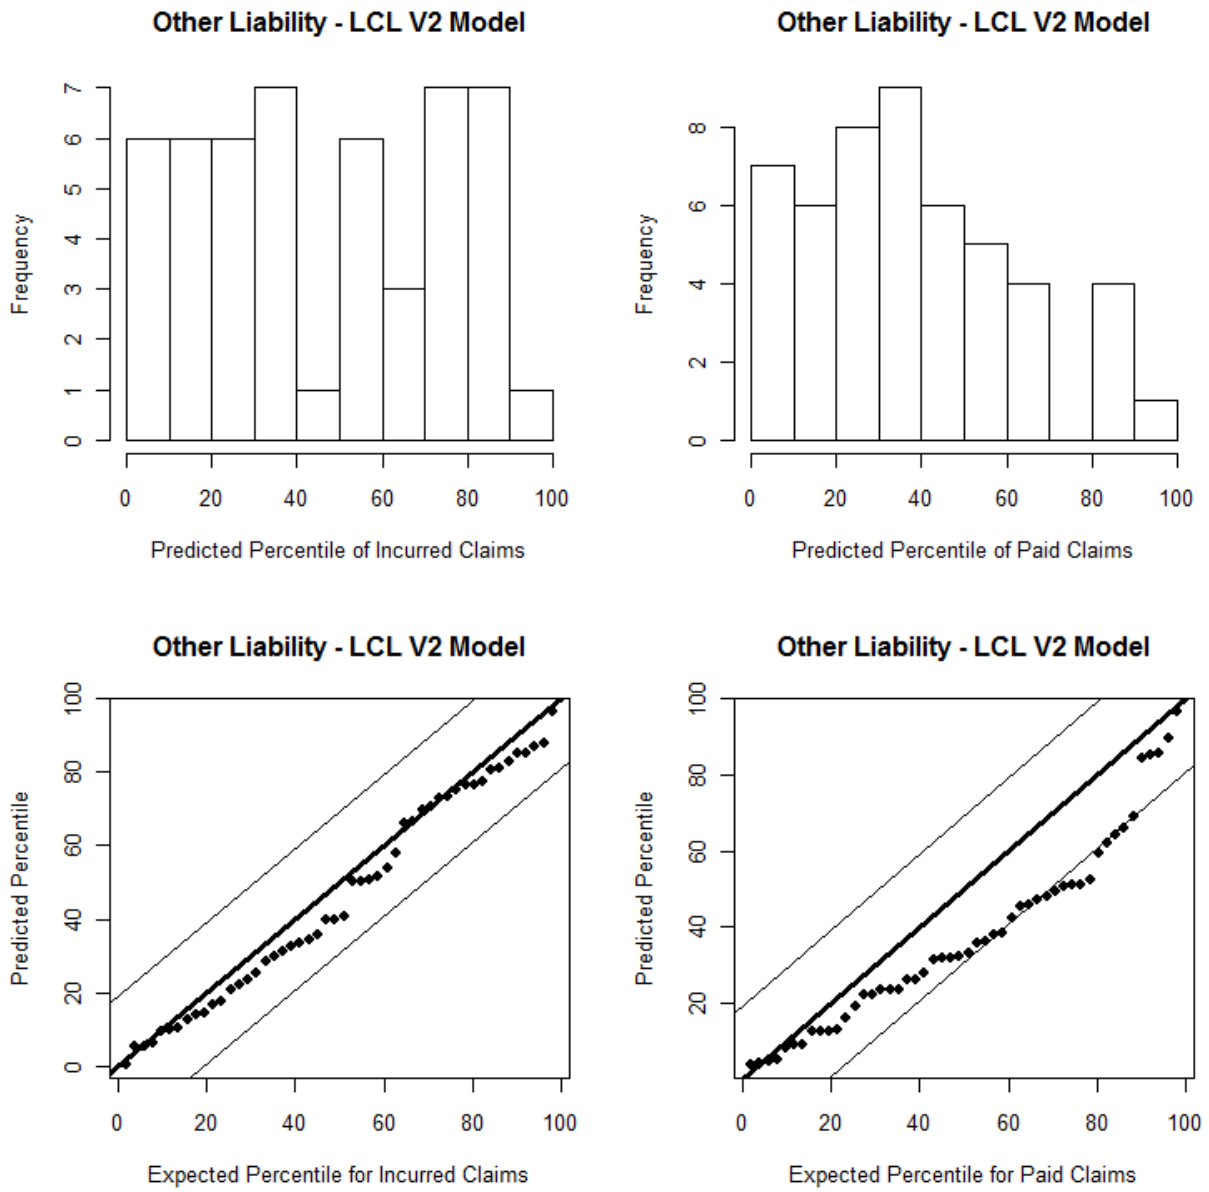 Other Liability - LCL V2 Model
7
6
5
4
3
2
1
0
Frequency
0 20 40 60 80 100
Predicted Percentile of Incurred Claims
Other Liability - LCL V2 Model
8
6
4
2
0
Frequency
0 20 40 60 80 100
Predicted Percentile of Paid Claims
Other Liability - LCL V2 Model
100
80
60
40
20
0
Predicted Percentile
0 20 40 60 80 100
Expected Percentile for Incurred Claims
Other Liability - LCL V2 Model
100
80
60
40
20
Predicted Percentile
0 20 40 60 80 100
Expected Percentile for Paid Claims